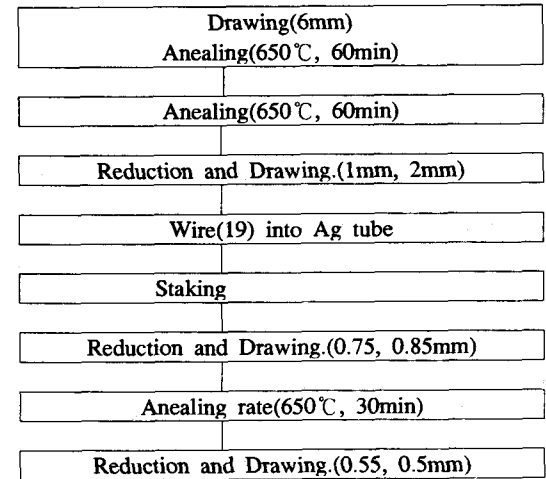 Drawing(6mm)
Anealing(650℃, 60min)
Anealing(650℃, 60min)
Reduction and Drawing.(1mm, 2mm)
Wire(19) into Ag tube
Staking
Reduction and Drawing.(0.75, 0.85mm)
Anealing rate(650℃, 30min)
Reduction and Drawing.(0.55, 0.5mm)